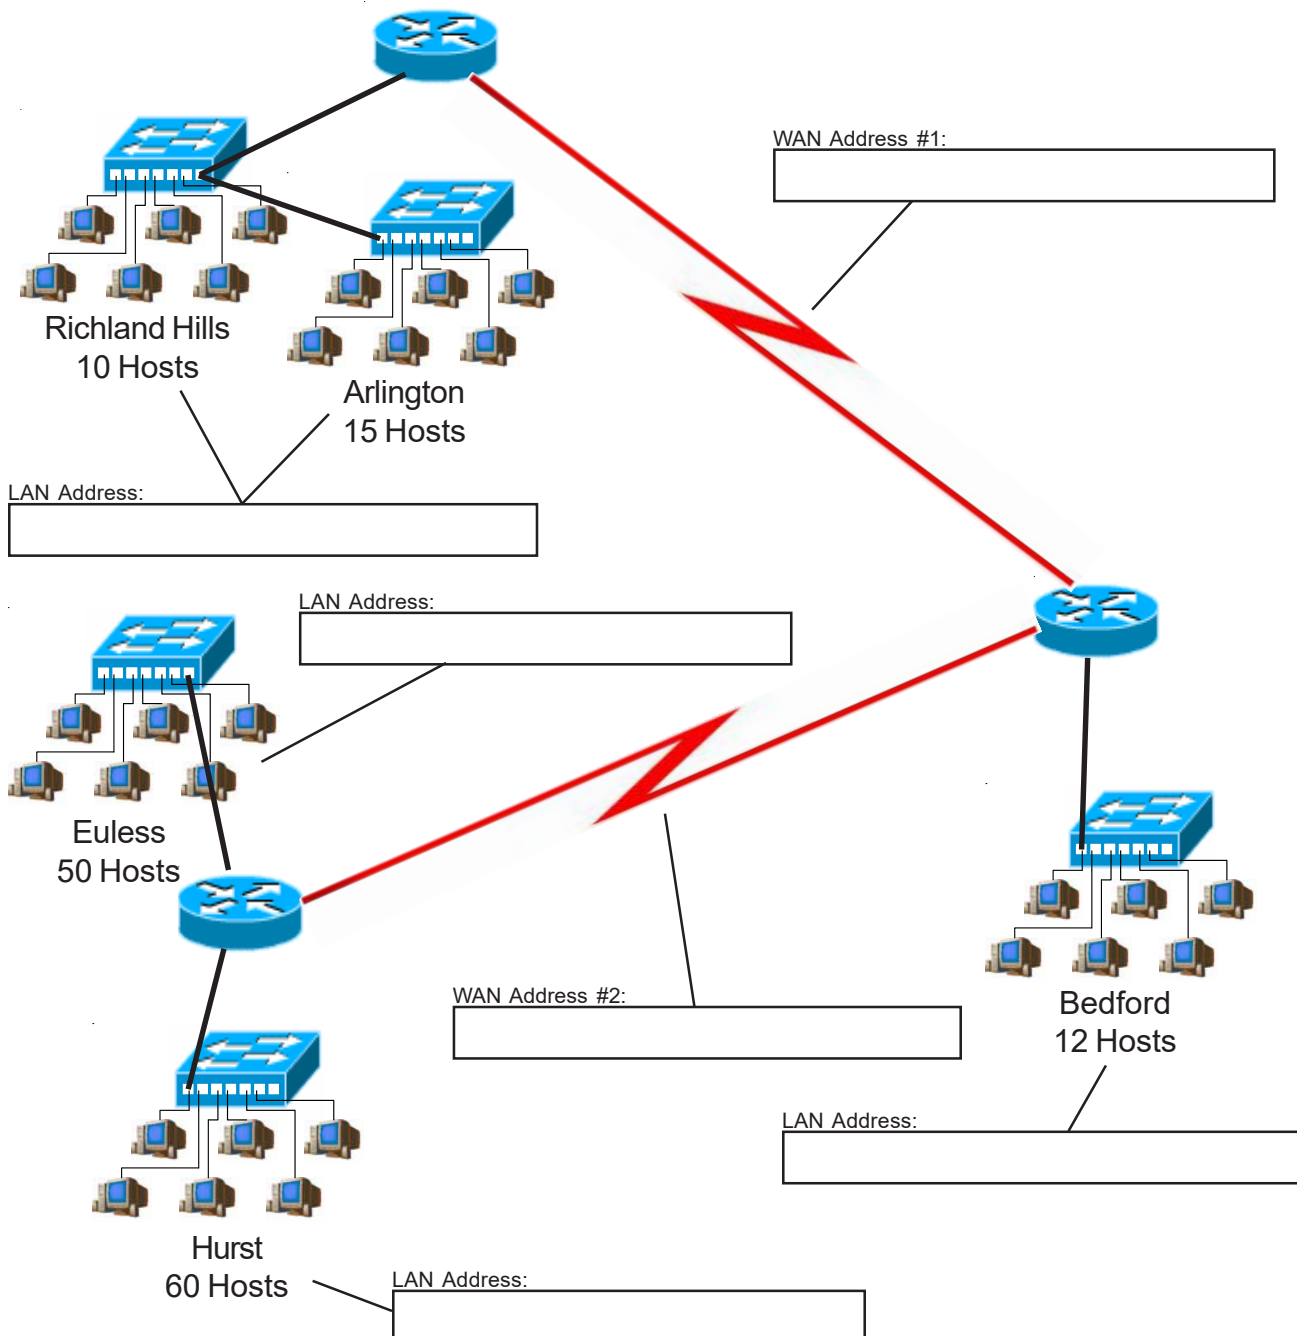 WAN Address #1:
Richland Hills
10 Hosts
Arlington
15 Hosts
LAN Address:
LAN Address:
Euless
50 Hosts
WAN Address #2:
Bedford
12 Hosts
LAN Address:
Hurst
60 Hosts
LAN Address: